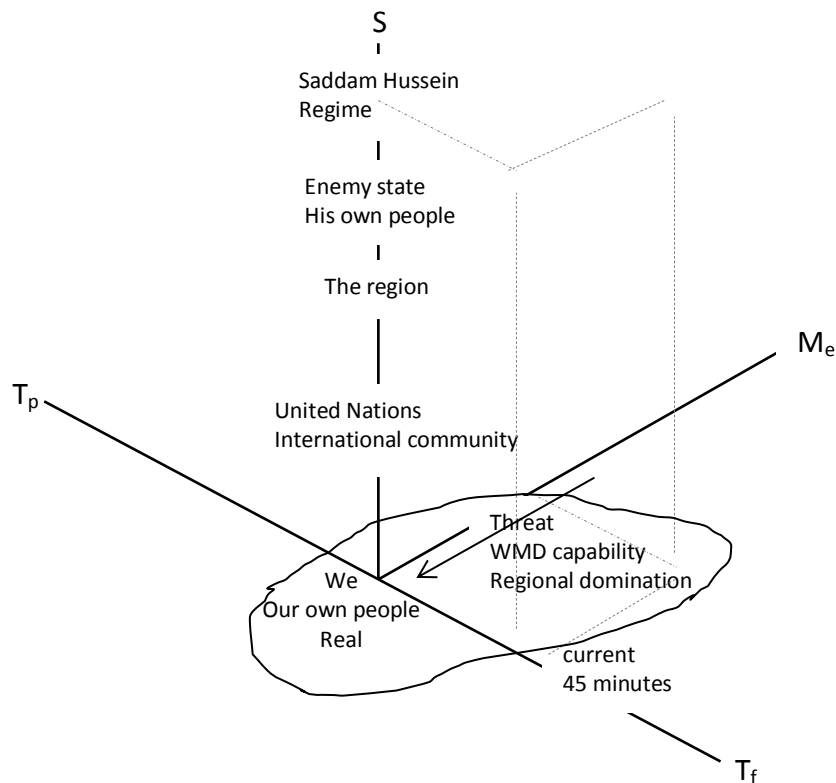 S
Saddam Hussein
Regime
Enemy state
His own people
The region
Mₑ
Tₚ
United Nations
International community
Threat
WMD capability
Regional domination
We
Our own people
Real
current
45 minutes
T_f